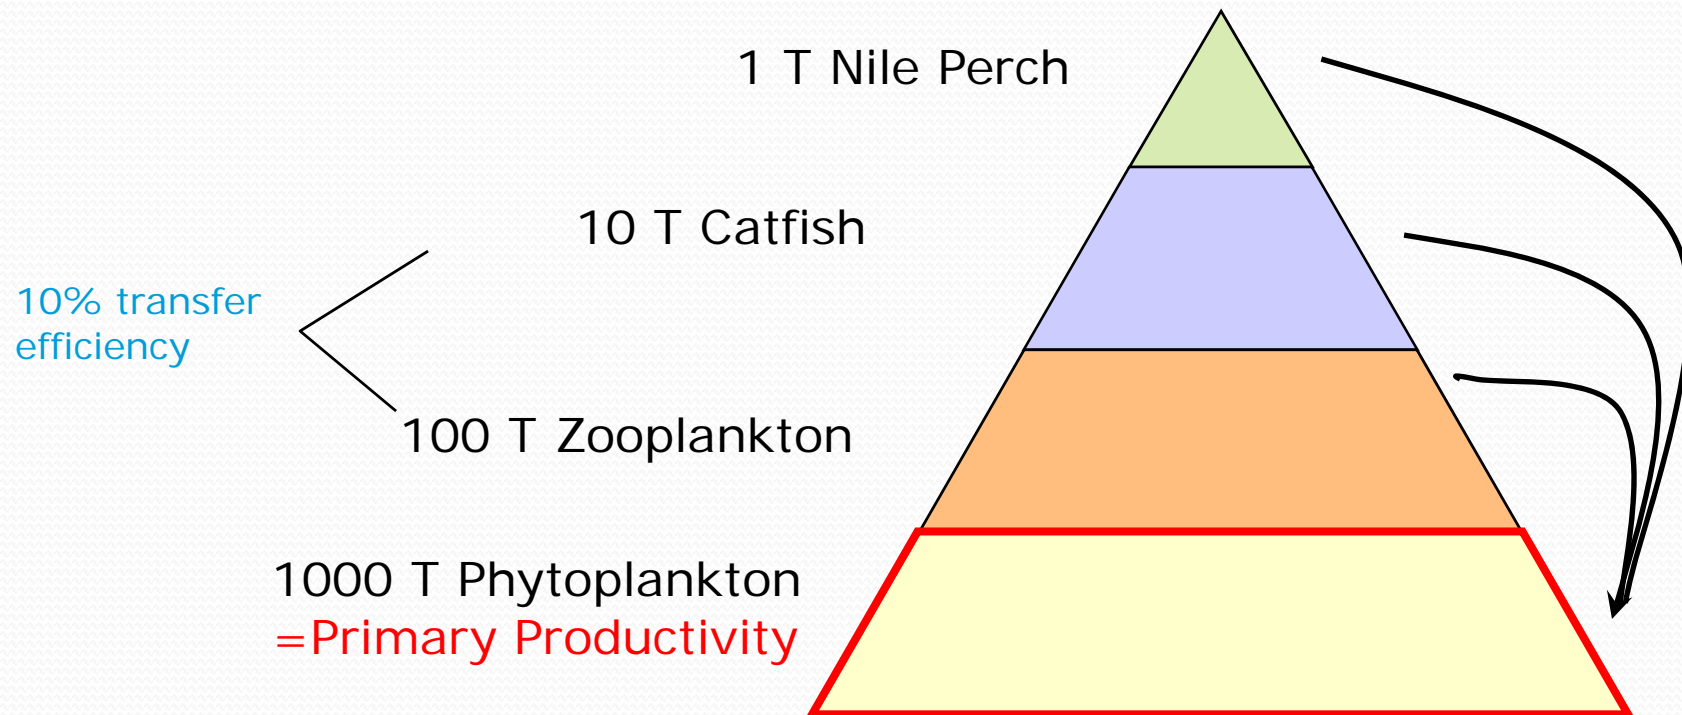 1 T Nile Perch
10 T Catfish
10% transfer
efficiency
100 T Zooplankton
1000 T Phytoplankton
=Primary Productivity